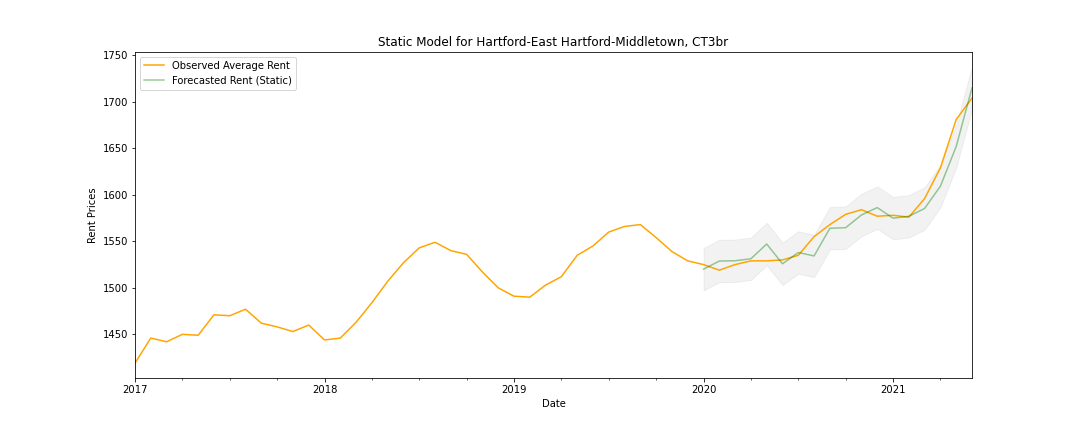 Static Model for Hartford-East Hartford-Middletown, CT3br
Observed Average Rent
Forecasted Rent (Static)
Rent Prices
1750
1700
1650
1600
1550
1500
1450
2017
2018
2019
2020
2021
Date